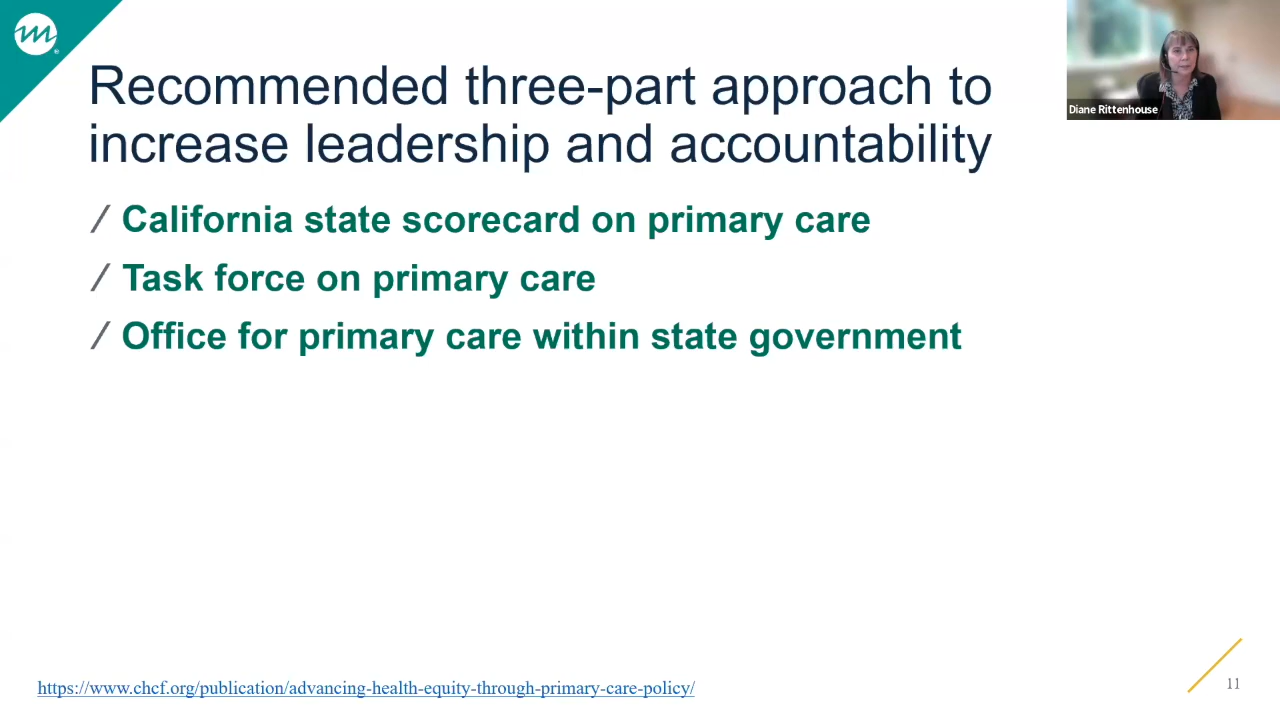 Recommended three-part approach to
increase leadership and accountability
Diane Rittenhouse
/ California state scorecard on primary care
/ Task force on primary care
/ Office for primary care within state government
https://www.chcf.org/publication/advancing-health-equity-through-primary-care-policy/
11